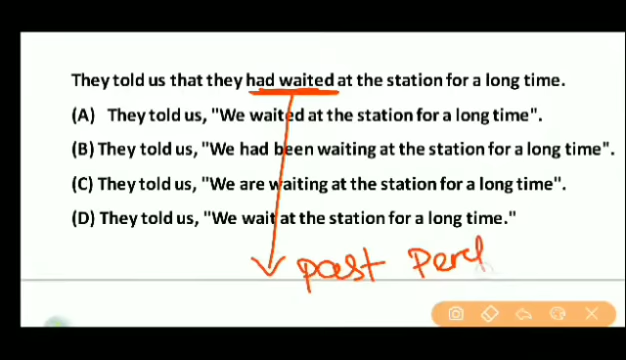 They told us that they had waited at the station for a long time.
(A) They told us, "We waited at the station for a long time".
(B) They told us, "We had been waiting at the station for a long time".
(C) They told us, "We are waiting at the station for a long time".
(D) They told us, "We wait at the station for a long time."
past Perf